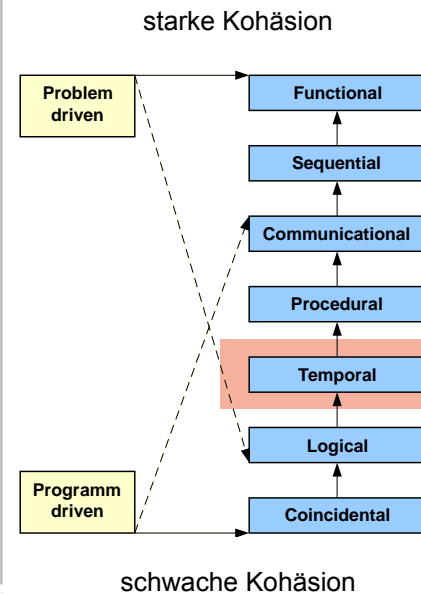 starke Kohäsion
Problem
driven
Functional
Sequential
Communicational
Procedural
Temporal
Logical
Programm
driven
Coincidental
schwache Kohäsion